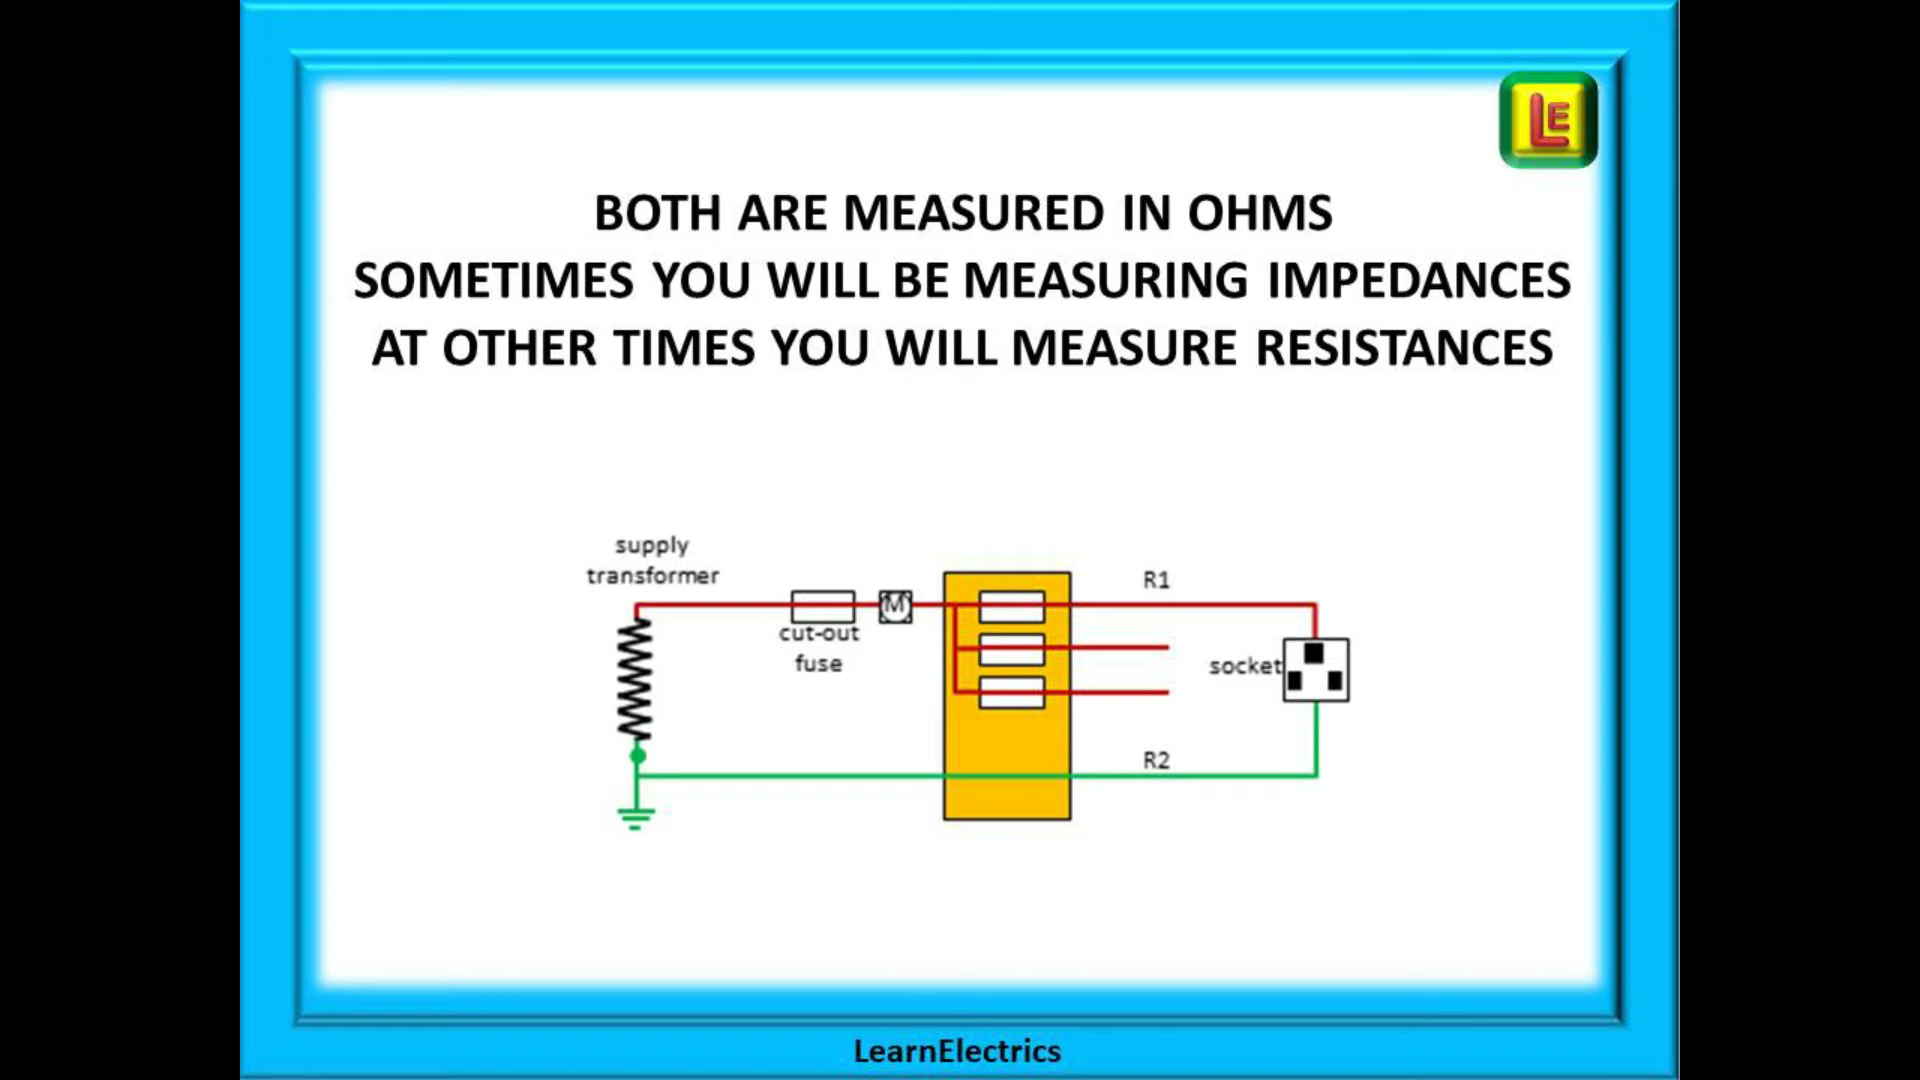 LE
BOTH ARE MEASURED IN OHMS
SOMETIMES YOU WILL BE MEASURING IMPEDANCES
AT OTHER TIMES YOU WILL MEASURE RESISTANCES
supply
transformer
cut-out
fuse
M
R1
socket
R2
LearnElectrics